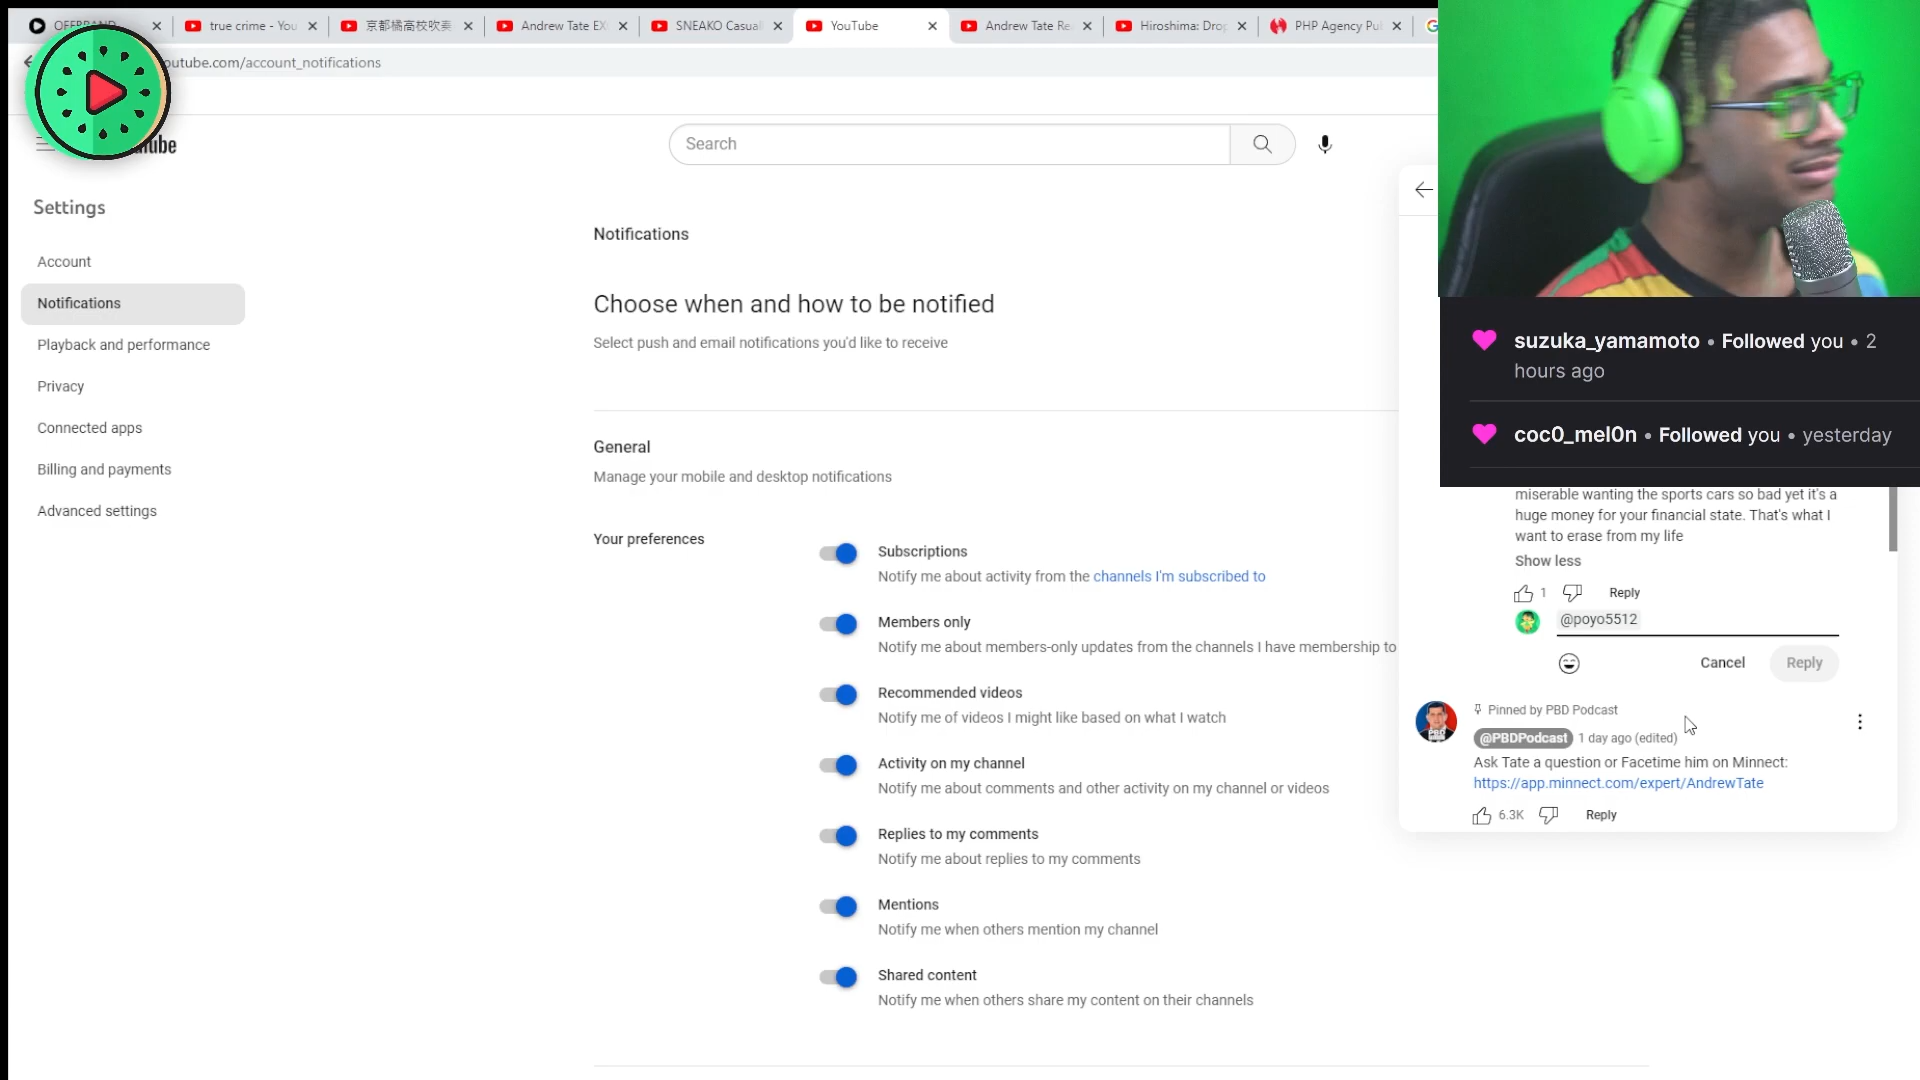 OFFBRAND
true crime - You
京都橘高校吹奏
Andrew Tate EX
SNEAKO Casual
YouTube
Andrew Tate Re
Hiroshima: Drop
PHP Agency Pu
outube.com/account_notifications
Search
Settings
Account
Notifications
Playback and performance
Privacy
Connected apps
Billing and payments
Advanced settings
Notifications
Choose when and how to be notified
Select push and email notifications you'd like to receive
General
Manage your mobile and desktop notifications
Your preferences
Subscriptions
Notify me about activity from the channels I'm subscribed to
Members only
Notify me about members-only updates from the channels I have membership to
Recommended videos
Notify me of videos I might like based on what I watch
Activity on my channel
Notify me about comments and other activity on my channel or videos
Replies to my comments
Notify me about replies to my comments
Mentions
Notify me when others mention my channel
Shared content
Notify me when others share my content on their channels
suzuka_yamamoto • Followed you • 2
hours ago
coc0_mel0n • Followed you • yesterday
miserable wanting the sports cars so bad yet it's a
huge money for your financial state. That's what I
want to erase from my life
Show less
1 Reply
@poyo5512
Cancel Reply
Pinned by PBD Podcast
@PBDPodcast 1 day ago (edited)
Ask Tate a question or Facetime him on Minnect:
https://app.minnect.com/expert/AndrewTate
6.3K Reply